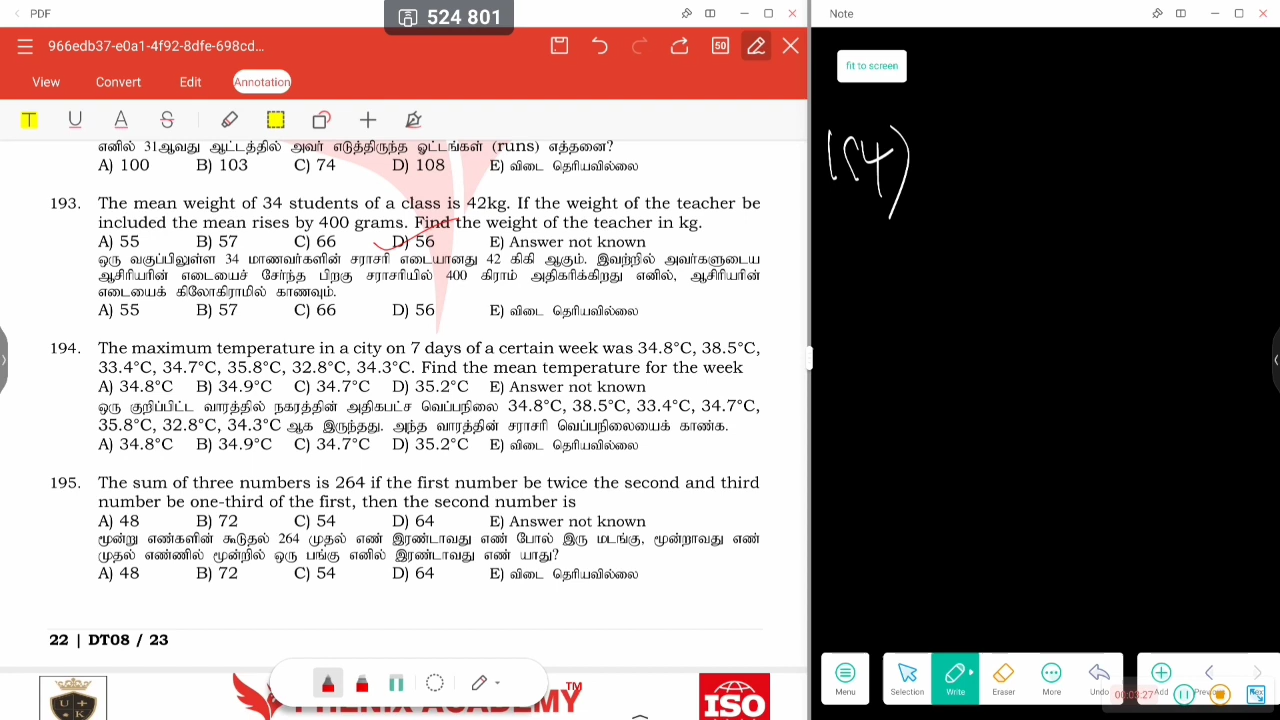 PDF
524 801
Note
966edb37-e0a1-4f92-8dfe-698cd...
50
View Convert Edit Annotation
fit to screen
எனில் 31ஆவது ஆட்டத்தில் அவர் எடுத்திருந்த ஓட்டங்கள் (runs) எத்தனை?
A) 100 B) 103 C) 74 D) 108 E) விடை தெரியவில்லை
193. The mean weight of 34 students of a class is 42kg. If the weight of the teacher be
included the mean rises by 400 grams. Find the weight of the teacher in kg.
A) 55 B) 57 C) 66 D) 56 E) Answer not known
ஒரு வகுப்பிலுள்ள 34 மாணவர்களின் சராசரி எடையானது 42 கிகி ஆகும். இவற்றில் அவர்களுடைய
ஆசிரியரின் எடையைச் சேர்ந்த பிறகு சராசரியில் 400 கிராம் அதிகரிக்கிறது எனில், ஆசிரியரின்
எடையைக் கிலோகிராமில் காணவும்.
A) 55 B) 57 C) 66 D) 56 E) விடை தெரியவில்லை
194. The maximum temperature in a city on 7 days of a certain week was 34.8°C, 38.5°C,
33.4°C, 34.7°C, 35.8°C, 32.8°C, 34.3°C. Find the mean temperature for the week
A) 34.8°C B) 34.9°C C) 34.7°C D) 35.2°C E) Answer not known
ஒரு குறிப்பிட்ட வாரத்தில் நகரத்தின் அதிகபட்ச வெப்பநிலை 34.8°C, 38.5°C, 33.4°C, 34.7°C,
35.8°C, 32.8°C, 34.3°C ஆக இருந்தது. அந்த வாரத்தின் சராசரி வெப்பநிலையைக் காண்க.
A) 34.8°C B) 34.9°C C) 34.7°C D) 35.2°C E) விடை தெரியவில்லை
195. The sum of three numbers is 264 if the first number be twice the second and third
number be one-third of the first, then the second number is
A) 48 B) 72 C) 54 D) 64 E) Answer not known
மூன்று எண்களின் கூடுதல் 264 முதல் எண் இரண்டாவது எண் போல் இரு மடங்கு, மூன்றாவது எண்
முதல் எண்ணில் மூன்றில் ஒரு பங்கு எனில் இரண்டாவது எண் யாது?
A) 48 B) 72 C) 54 D) 64 E) விடை தெரியவில்லை
22 | DT08 / 23
U K
ACADEMY™
ISO
Menu Selection Write Eraser More Undo Add
00:03:27